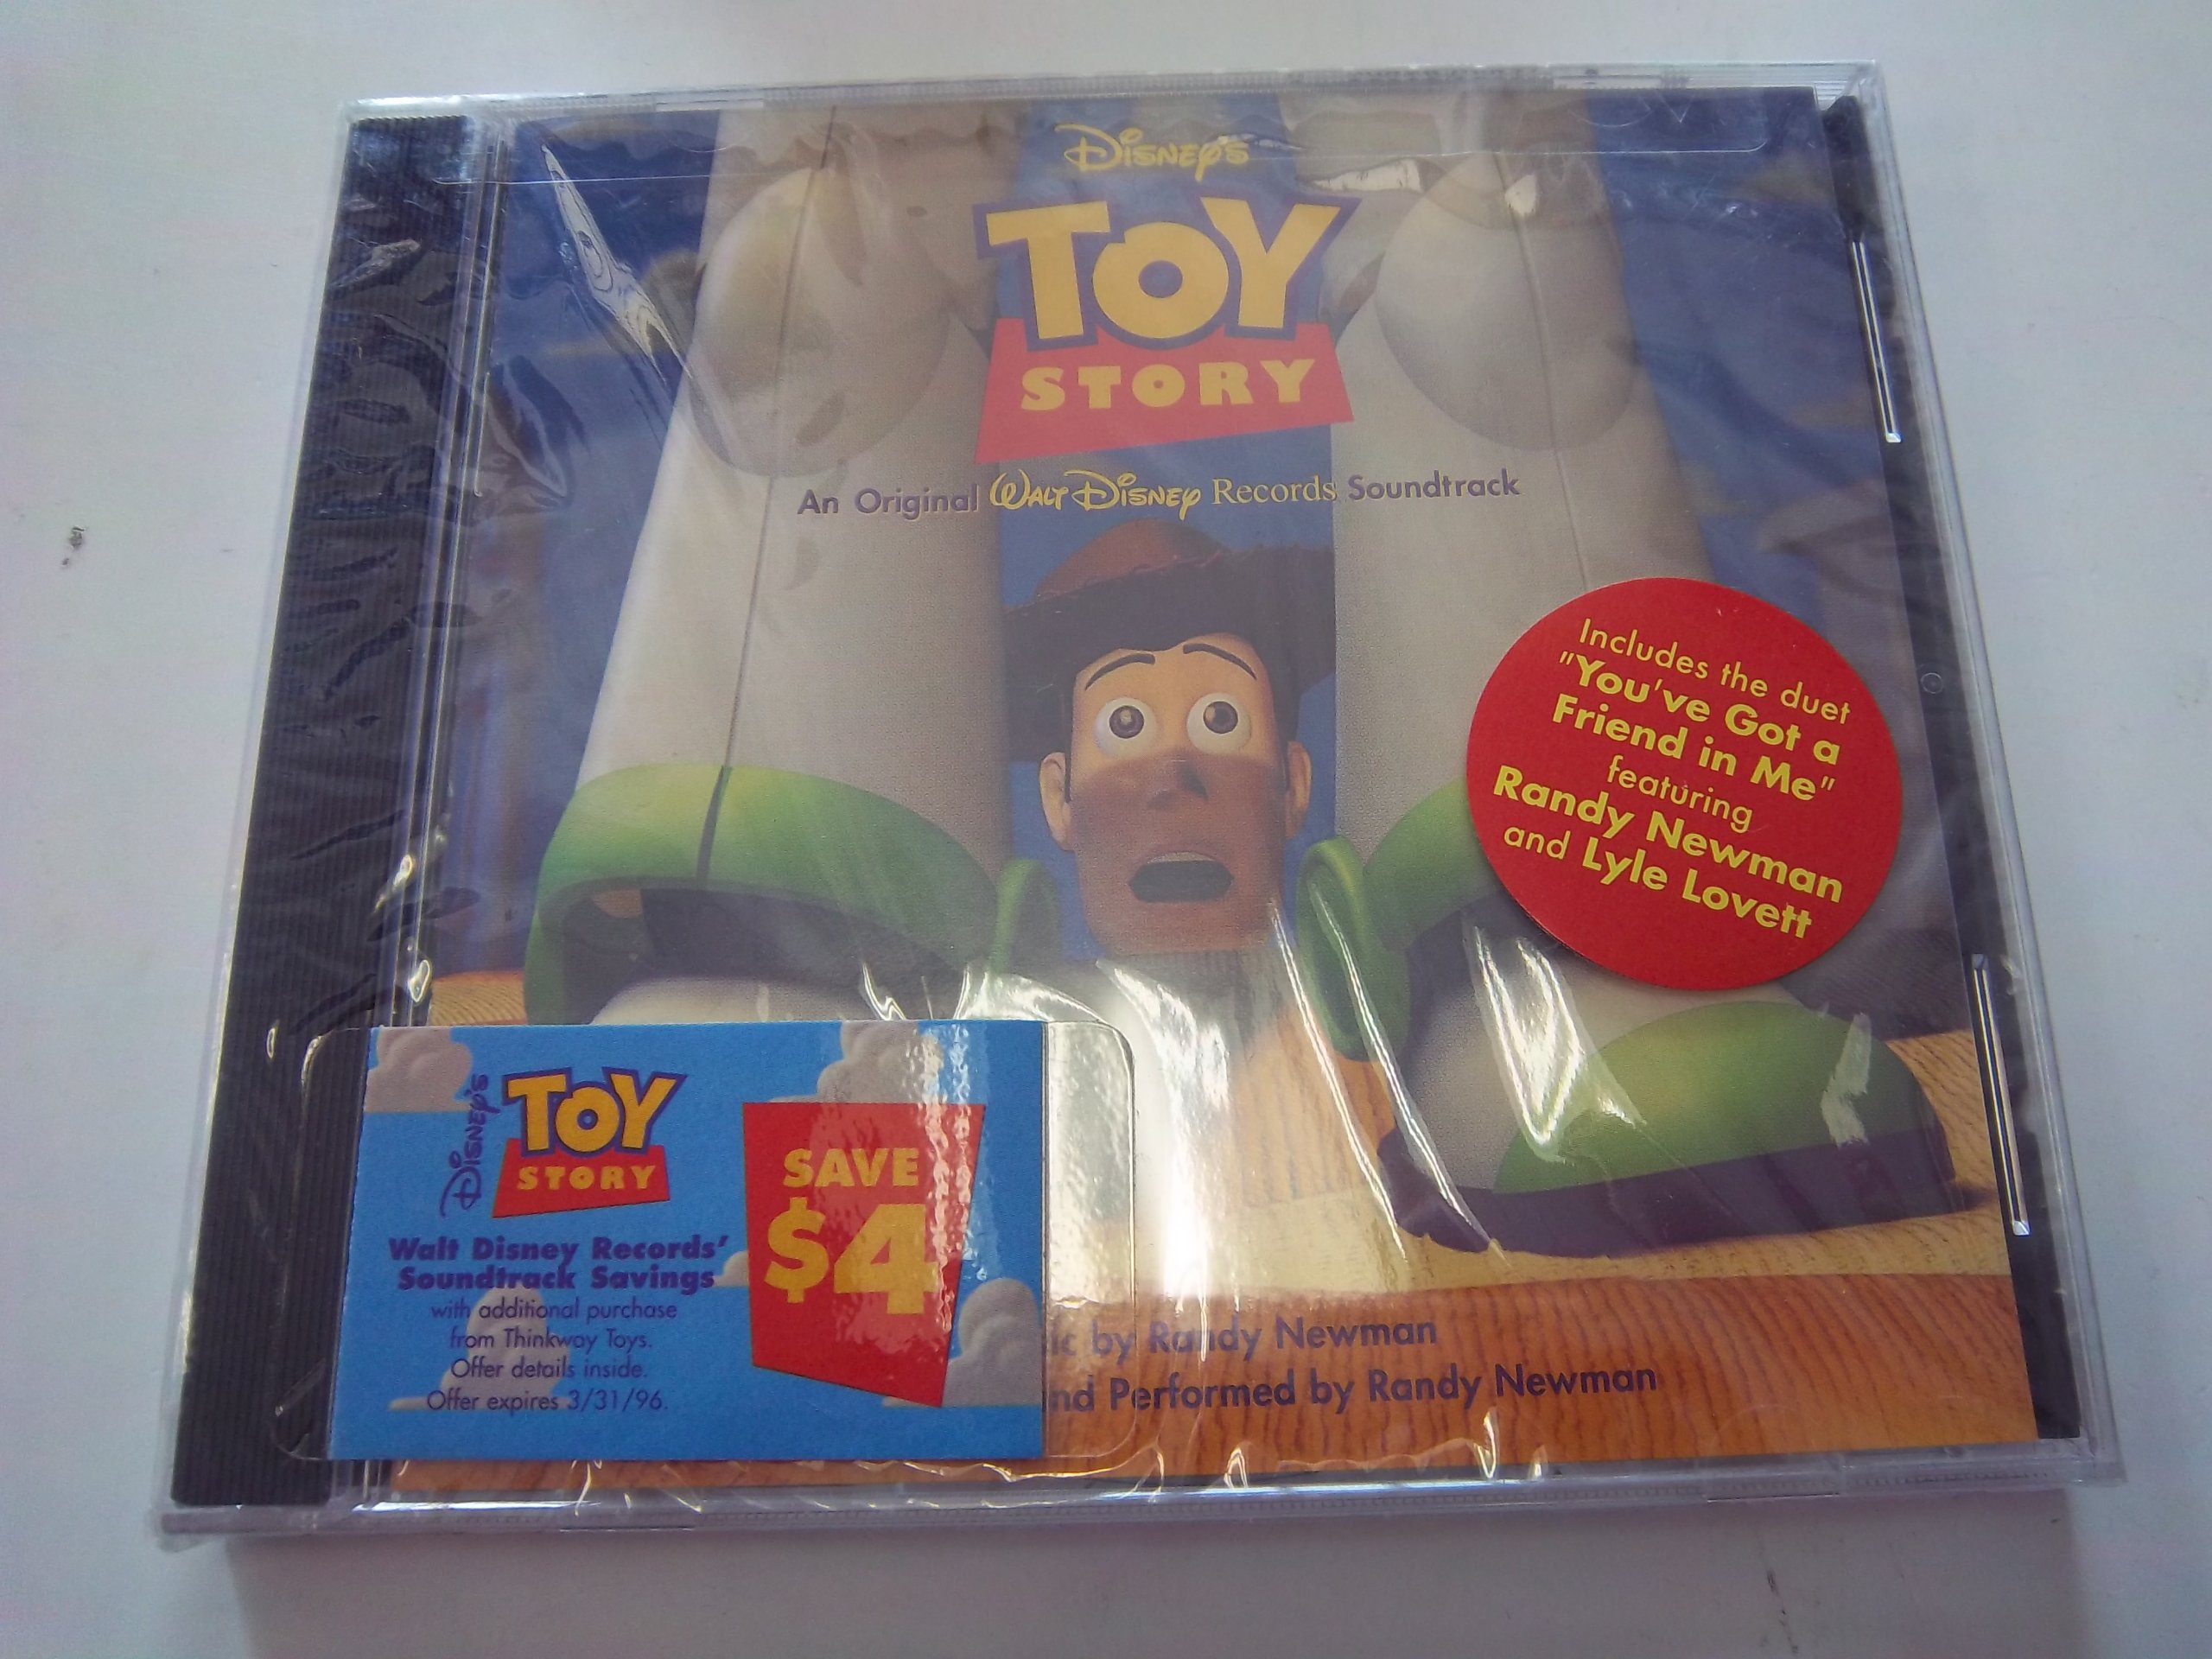 Disney's
TOY
STORY
An Original Walt Disney Records Soundtrack
Includes the duet
"You've Got a
Friend in Me"
featuring
Randy Newman
and Lyle Lovett
Disney's
TOY
STORY
SAVE
$4
Walt Disney Records'
Soundtrack Savings
with additional purchase
from Thinkway Toys.
Offer details inside.
Offer expires 3/31/96.
by Randy Newman
Performed by Randy Newman